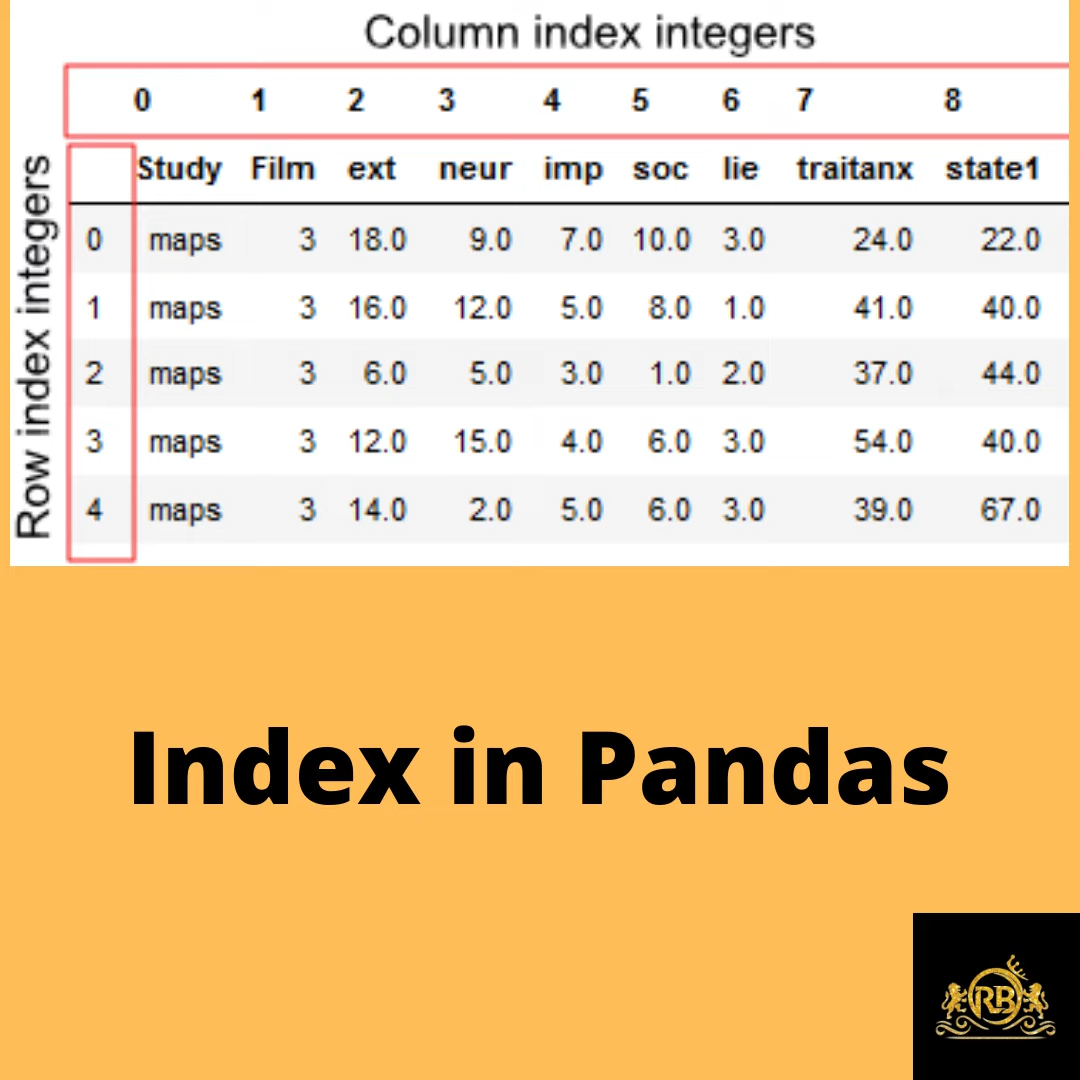 Column index integers
0 1 2 3 4 5 6 7 8
Row index integers
Study Film ext neur imp soc lie traitanx state1
0 maps 3 18.0 9.0 7.0 10.0 3.0 24.0 22.0
1 maps 3 16.0 12.0 5.0 8.0 1.0 41.0 40.0
2 maps 3 6.0 5.0 3.0 1.0 2.0 37.0 44.0
3 maps 3 12.0 15.0 4.0 6.0 3.0 54.0 40.0
4 maps 3 14.0 2.0 5.0 6.0 3.0 39.0 67.0
Index in Pandas
RB